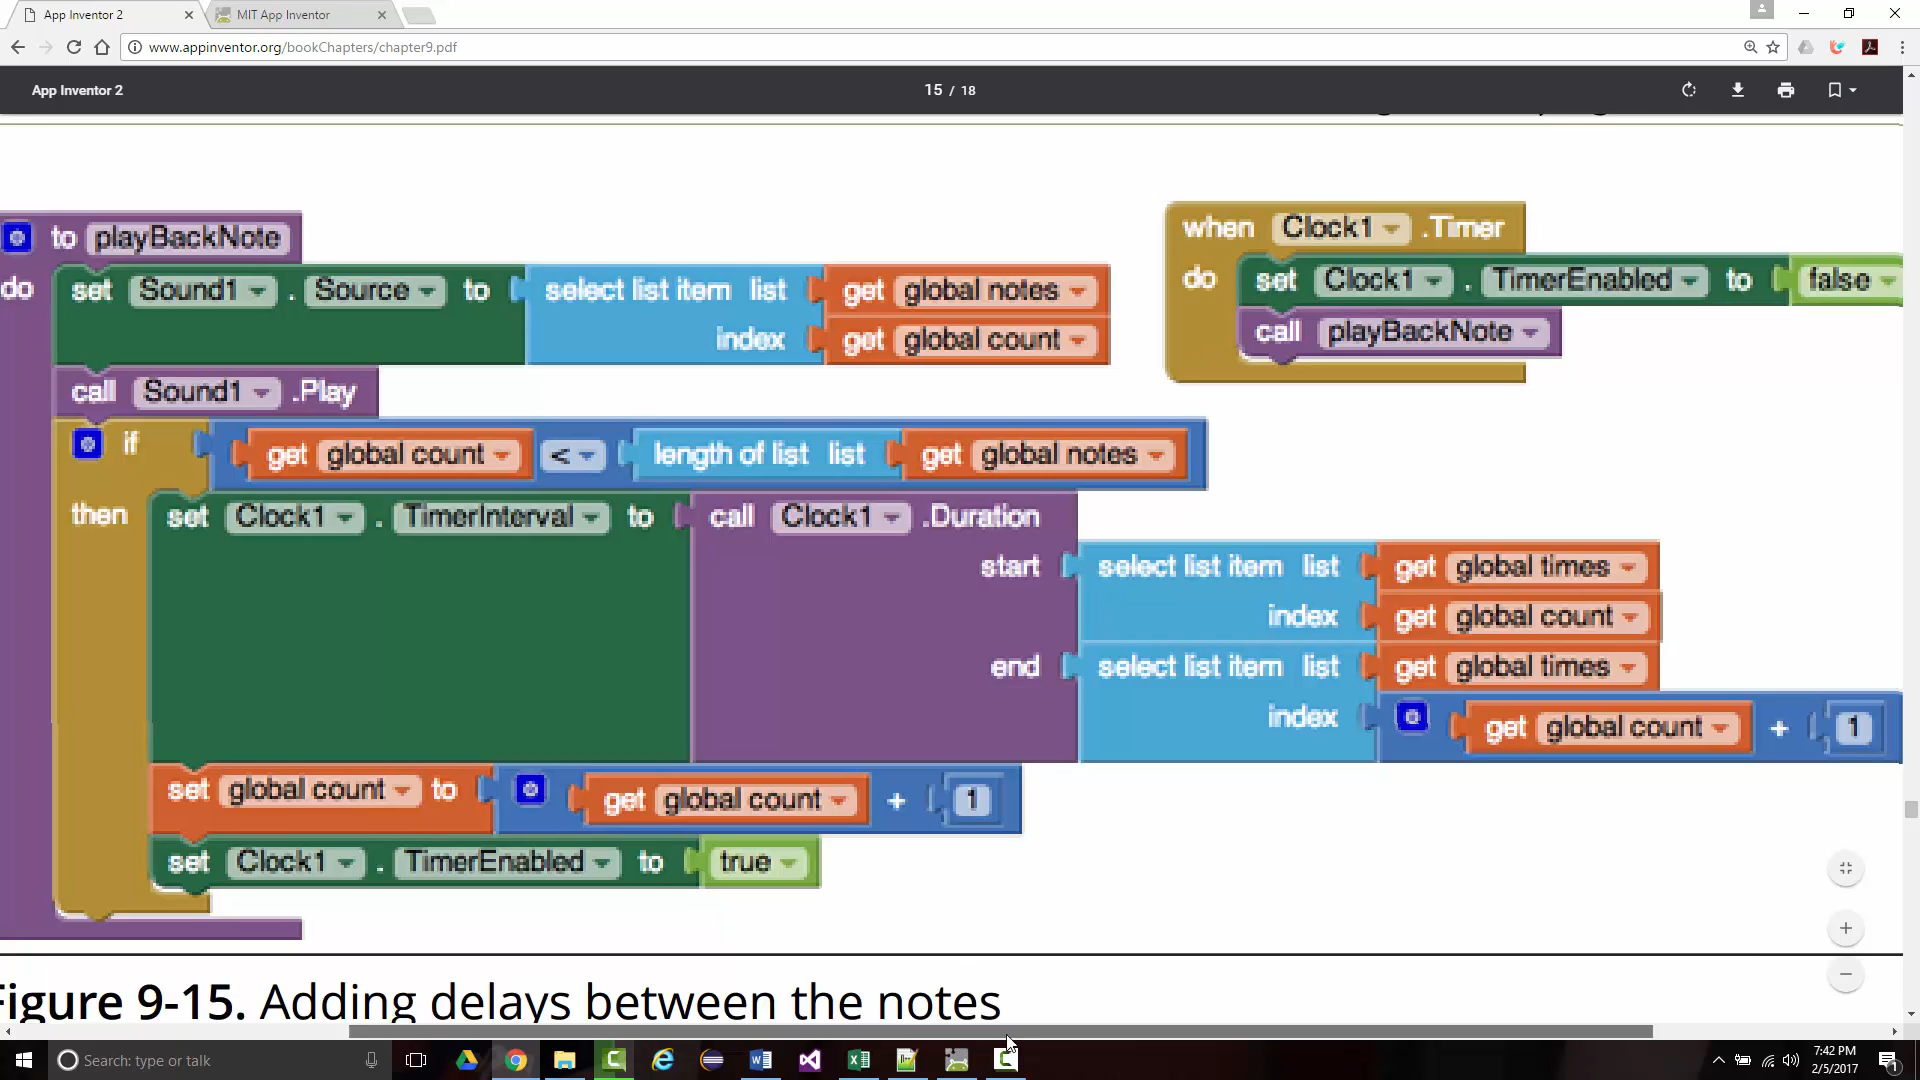 App Inventor 2
MIT App Inventor
www.appinventor.org/bookChapters/chapter9.pdf
App Inventor 2
15 / 18
to playBackNote
do set Sound1 . Source to select list item list get global notes
index get global count
call Sound1 .Play
if get global count < length of list list get global notes
then set Clock1 . TimerInterval to call Clock1 .Duration
start select list item list get global times
index get global count
end select list item list get global times
index get global count + 1
set global count to get global count + 1
set Clock1 . TimerEnabled to true
when Clock1 .Timer
do set Clock1 . TimerEnabled to false
call playBackNote
Figure 9-15. Adding delays between the notes
Search: type or talk
7:42 PM
2/5/2017
1